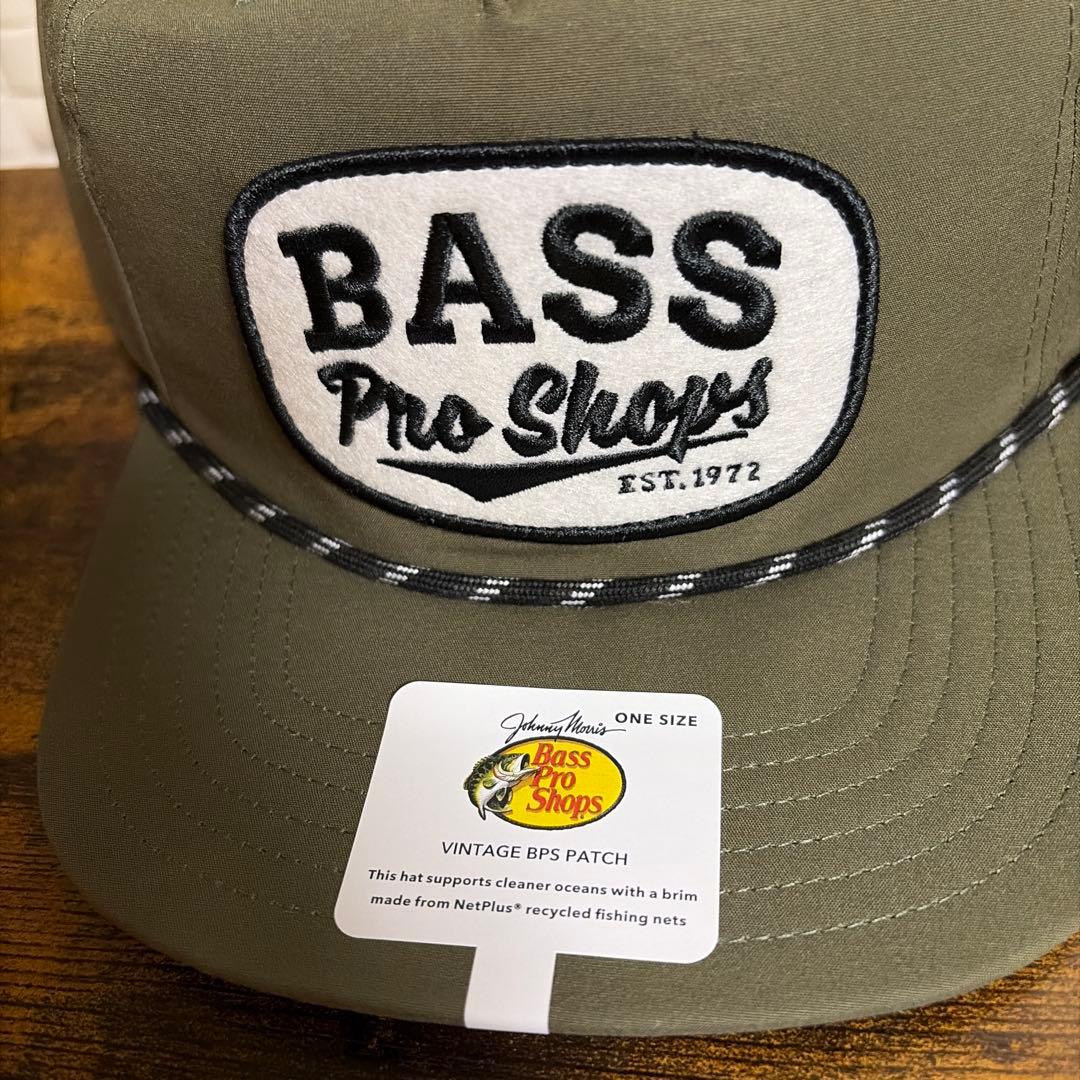 BASS
Pro Shops
EST. 1972
Johnny Morris
ONE SIZE
Bass
Pro
Shops
VINTAGE BPS PATCH
This hat supports cleaner oceans with a brim
made from NetPlus® recycled fishing nets